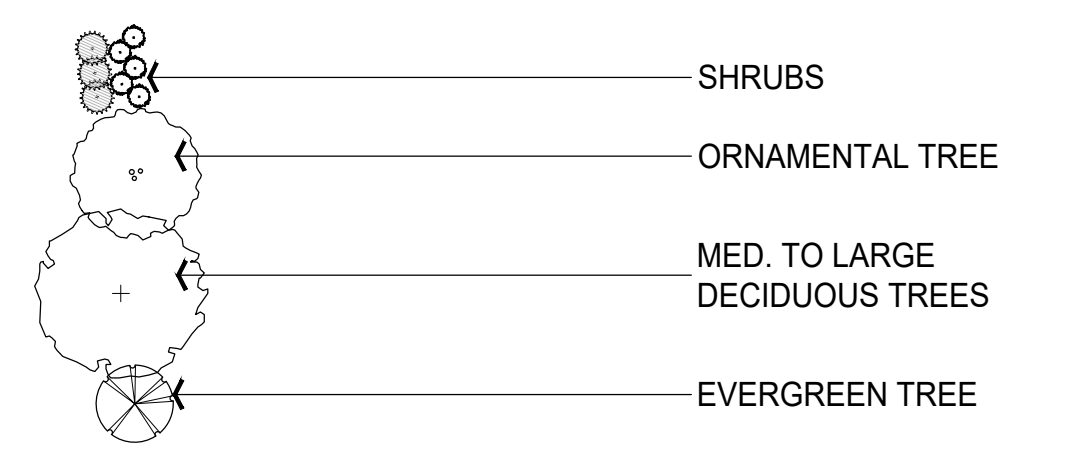 SHRUBS
ORNAMENTAL TREE
MED. TO LARGE
DECIDUOUS TREES
EVERGREEN TREE